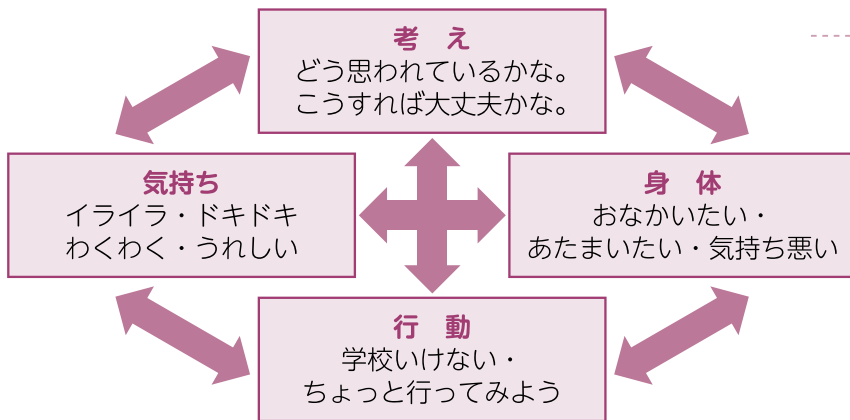 考　え
どう思われているかな。
こうすれば大丈夫かな。
気持ち
イライラ・ドキドキ
わくわく・うれしい
身　体
おなかいたい・
あたまいたい・気持ち悪い
行　動
学校いけない・
ちょっと行ってみよう